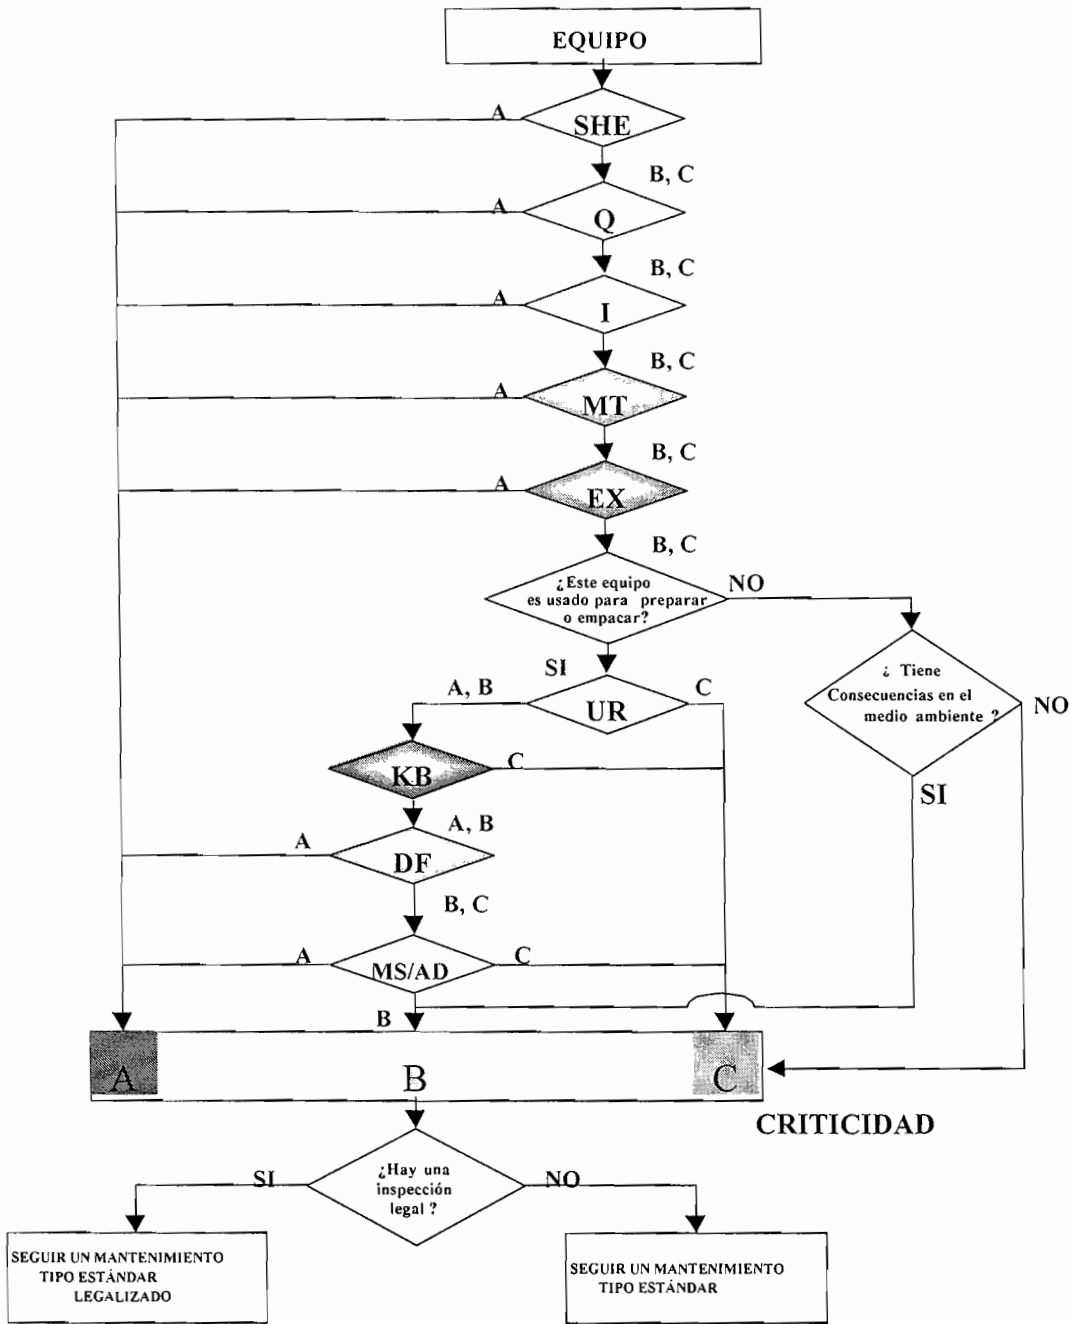 EQUIPO
A
SHE
B, C
A
Q
B, C
A
I
B, C
A
MT
B, C
A
EX
B, C
¿Este equipo
es usado para preparar
o empacar?
NO
SI
¿ Tiene
Consecuencias en el
medio ambiente ?
NO
SI
A, B
UR
C
KB
C
A, B
A
DF
B, C
A
MS/AD
C
B
A
B
C
CRITICIDAD
¿Hay una
inspección
legal ?
SI
NO
SEGUIR UN MANTENIMIENTO
TIPO ESTÁNDAR
LEGALIZADO
SEGUIR UN MANTENIMIENTO
TIPO ESTÁNDAR